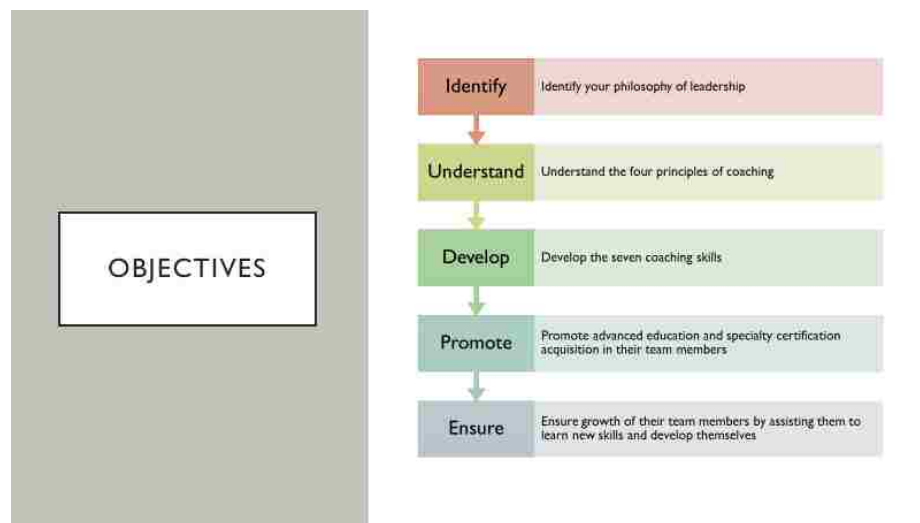 OBJECTIVES
Identify
Identify your philosophy of leadership
Understand
Understand the four principles of coaching
Develop
Develop the seven coaching skills
Promote
Promote advanced education and specialty certification
acquisition in their team members
Ensure
Ensure growth of their team members by assisting them to
learn new skills and develop themselves